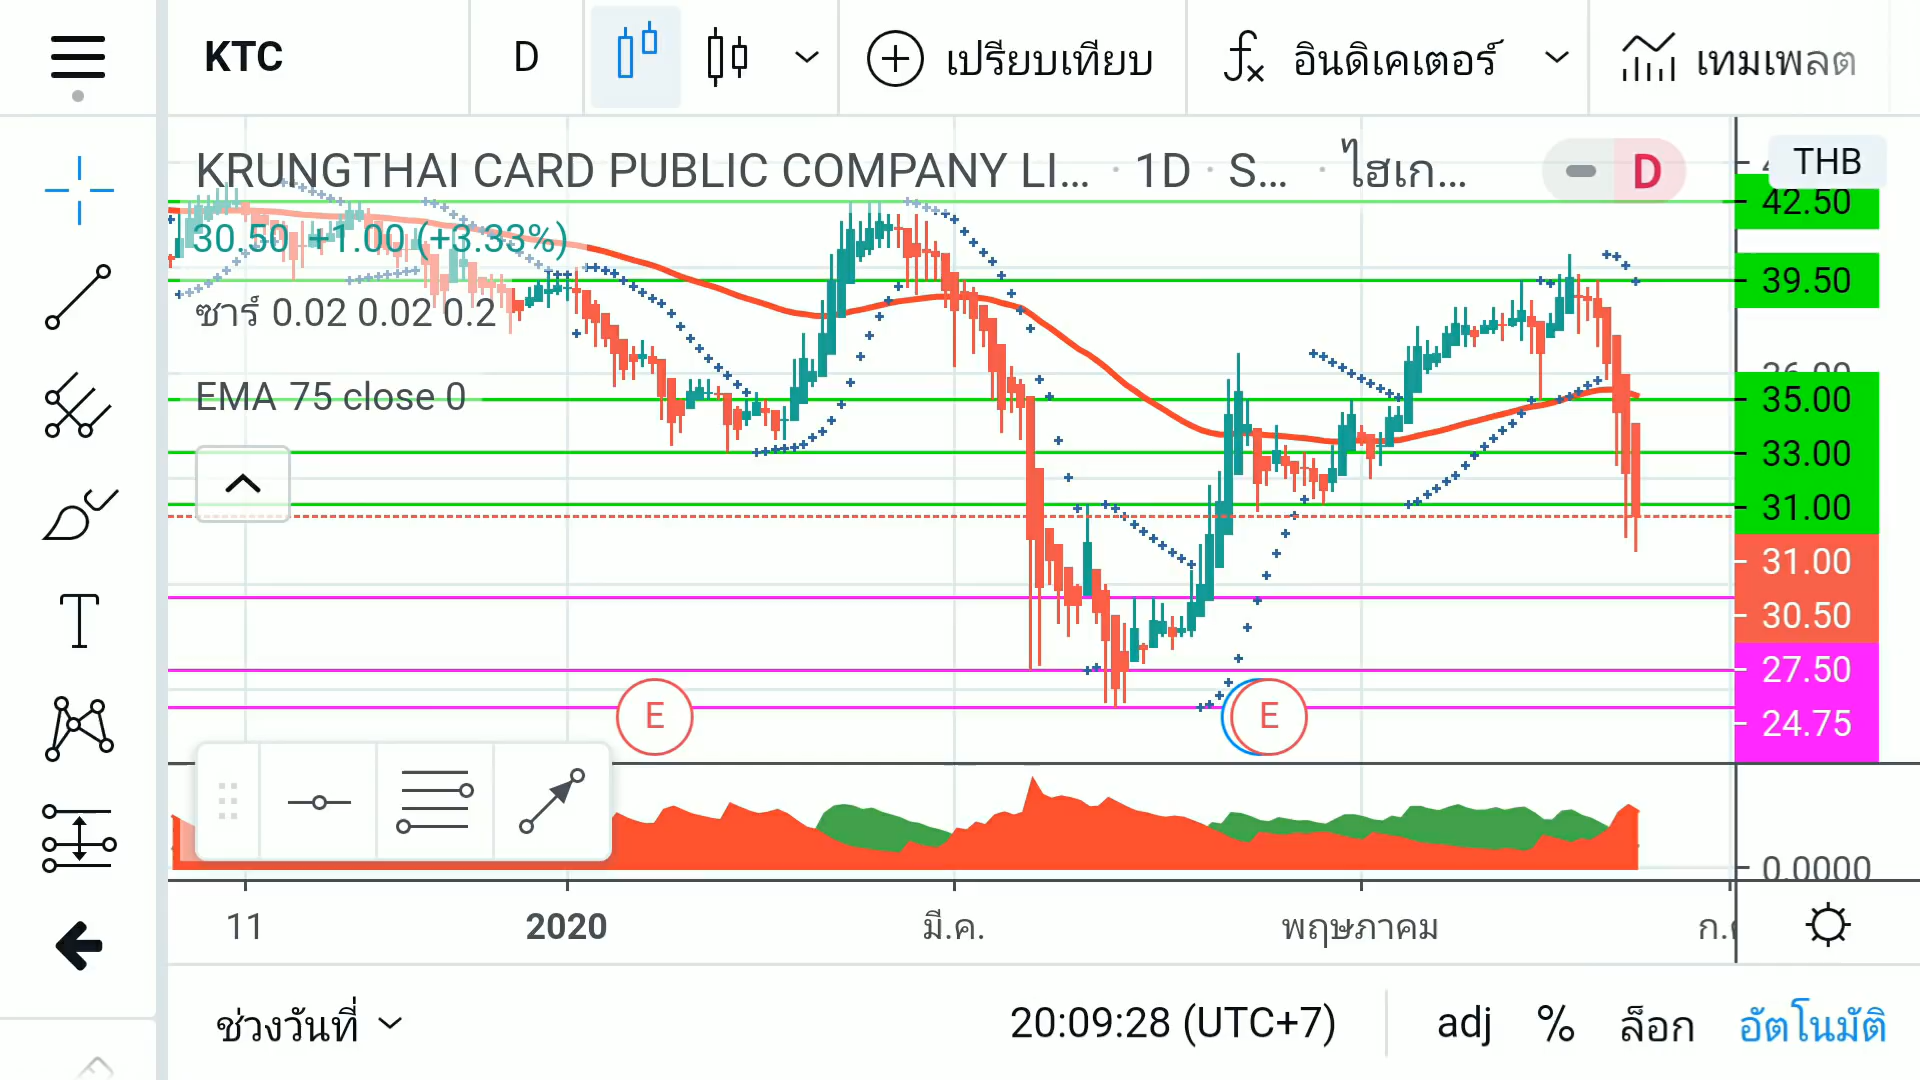 KTC D เปรียบเทียบ อินดิเคเตอร์ เทมเพลต
KRUNGTHAI CARD PUBLIC COMPANY LI... · 1D · S... · ไฮเก...
D
THB
30.50 +1.00 (+3.33%)
ซาร์ 0.02 0.02 0.2
EMA 75 close 0
42.50
39.50
35.00
33.00
31.00
31.00
30.50
27.50
24.75
E E
0.0000
11 2020 มี.ค. พฤษภาคม
ช่วงวันที่ 20:09:28 (UTC+7) adj % ล็อก อัตโนมัติ